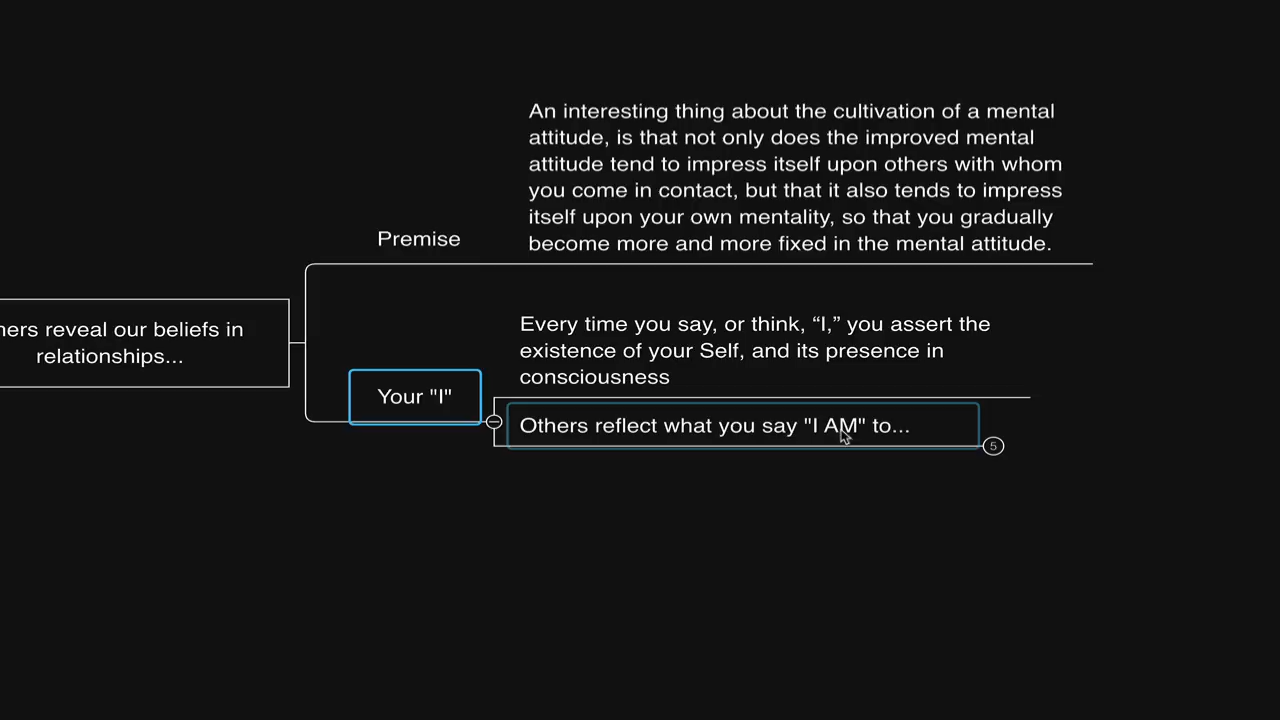 An interesting thing about the cultivation of a mental
attitude, is that not only does the improved mental
attitude tend to impress itself upon others with whom
you come in contact, but that it also tends to impress
itself upon your own mentality, so that you gradually
become more and more fixed in the mental attitude.
Premise
hers reveal our beliefs in
relationships...
Every time you say, or think, “I,” you assert the
existence of your Self, and its presence in
consciousness
Your "I"
Others reflect what you say "I AM" to...
5